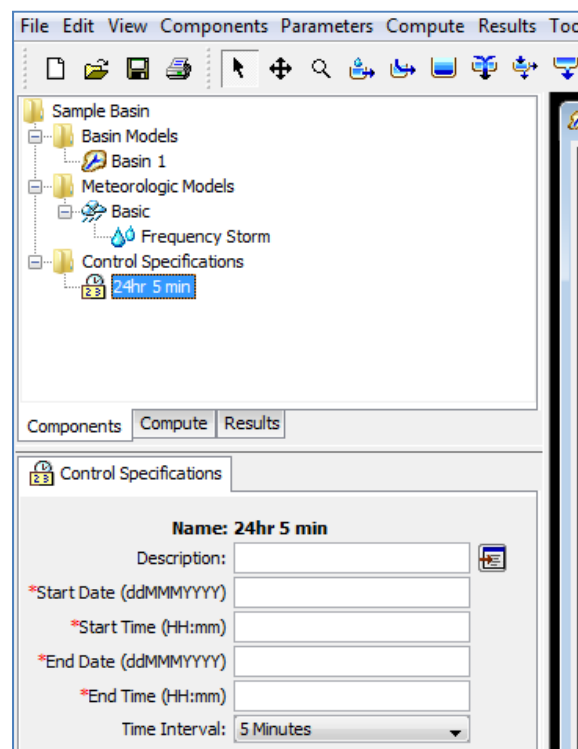 File Edit View Components Parameters Compute Results Too
Sample Basin
Basin Models
Basin 1
Meteorologic Models
Basic
Frequency Storm
Control Specifications
24hr 5 min
Components Compute Results
Control Specifications
Name: 24hr 5 min
Description:
*Start Date (ddMMMYYYY)
*Start Time (HH:mm)
*End Date (ddMMMYYYY)
*End Time (HH:mm)
Time Interval: 5 Minutes